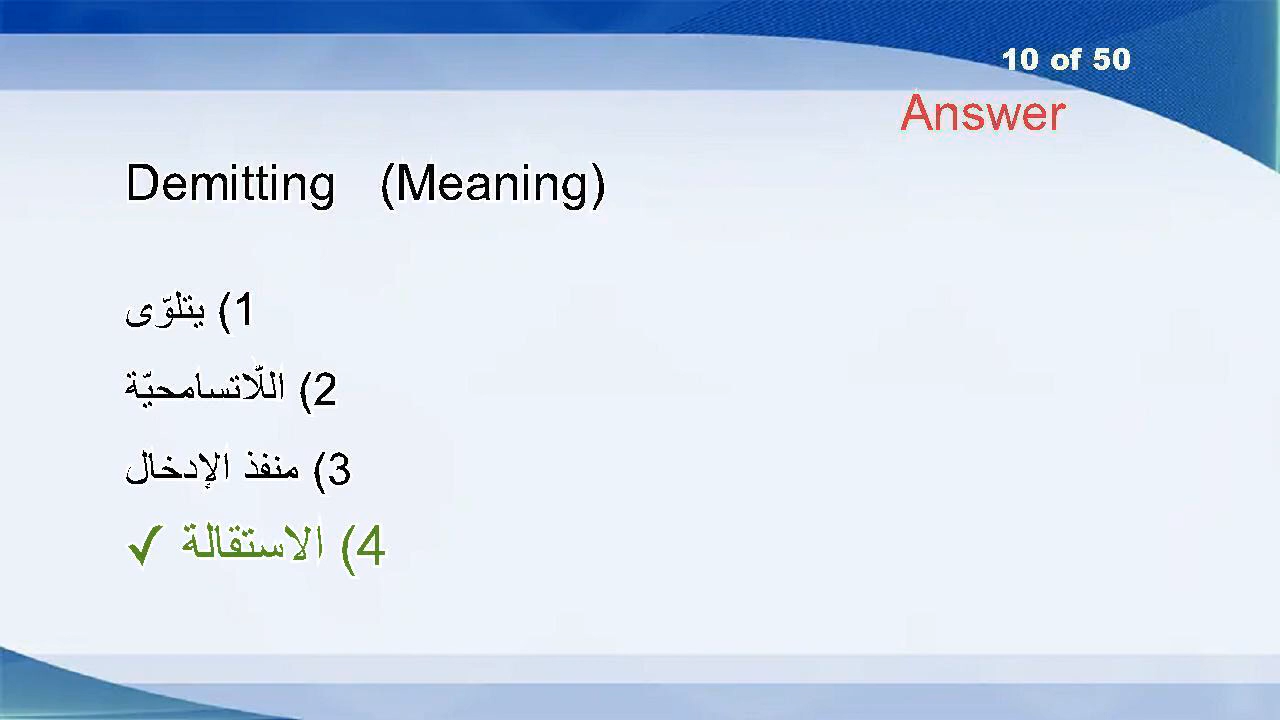 10 of 50
Answer
Demitting (Meaning)
1) يتلوّى
2) اللّاتسامحيّة
3) منفذ الإدخال
4) الاستقالة ✓